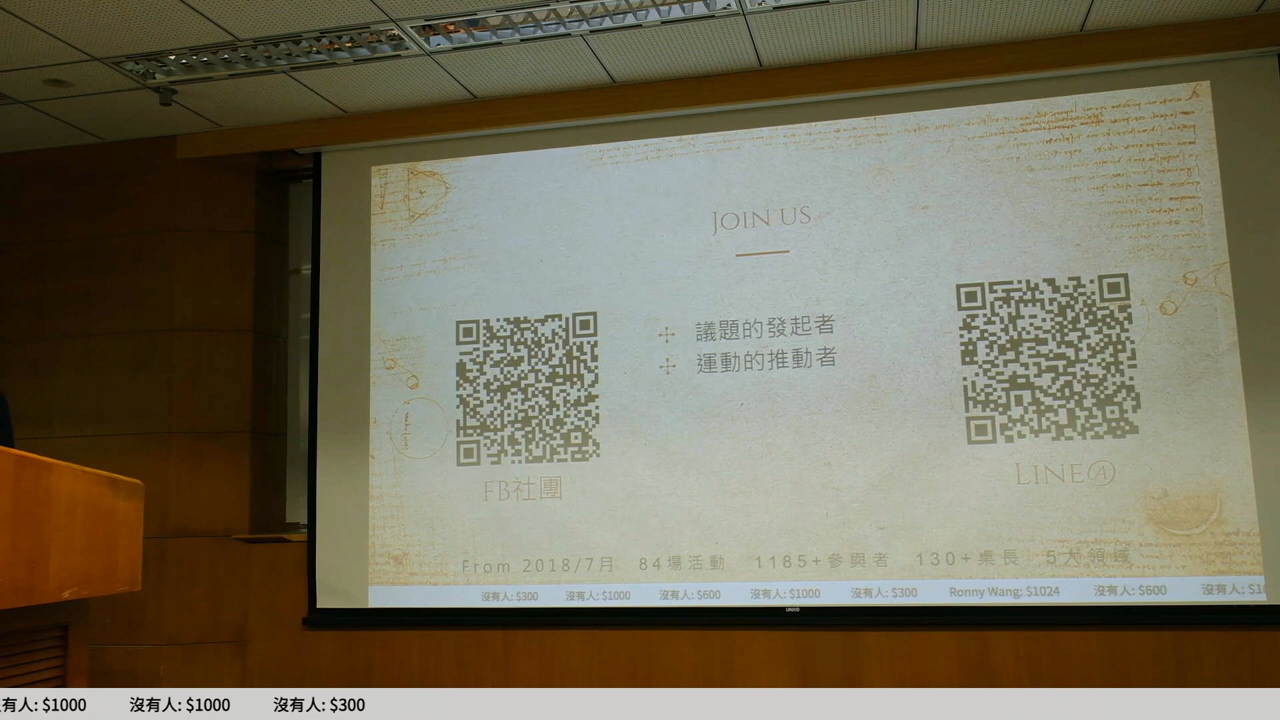 JOIN US
議題的發起者
運動的推動者
FB社團
LINE@
From 2018/7月 84場活動 1185+參與者 130+桌長 5大領域
沒有人: $300 沒有人: $1000 沒有人: $600 沒有人: $1000 沒有人: $300 Ronny Wang: $1024 沒有人: $600 沒有人: $1
有人: $1000 沒有人: $1000 沒有人: $300